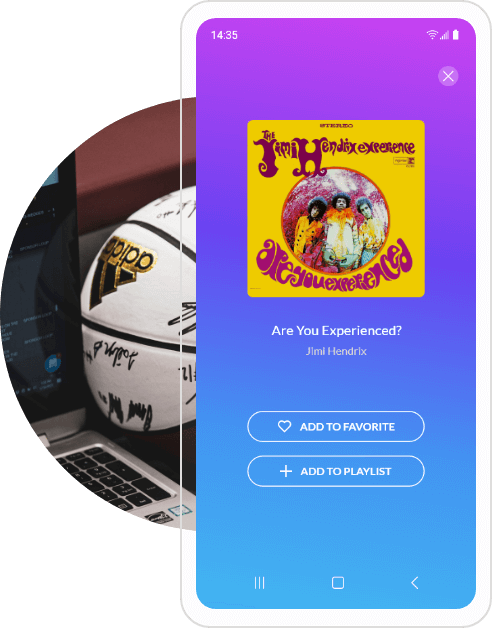 14:35
STEREO
THE
Jimi Hendrix experience
are you experienced
Are You Experienced?
Jimi Hendrix
ADD TO FAVORITE
ADD TO PLAYLIST
adidas